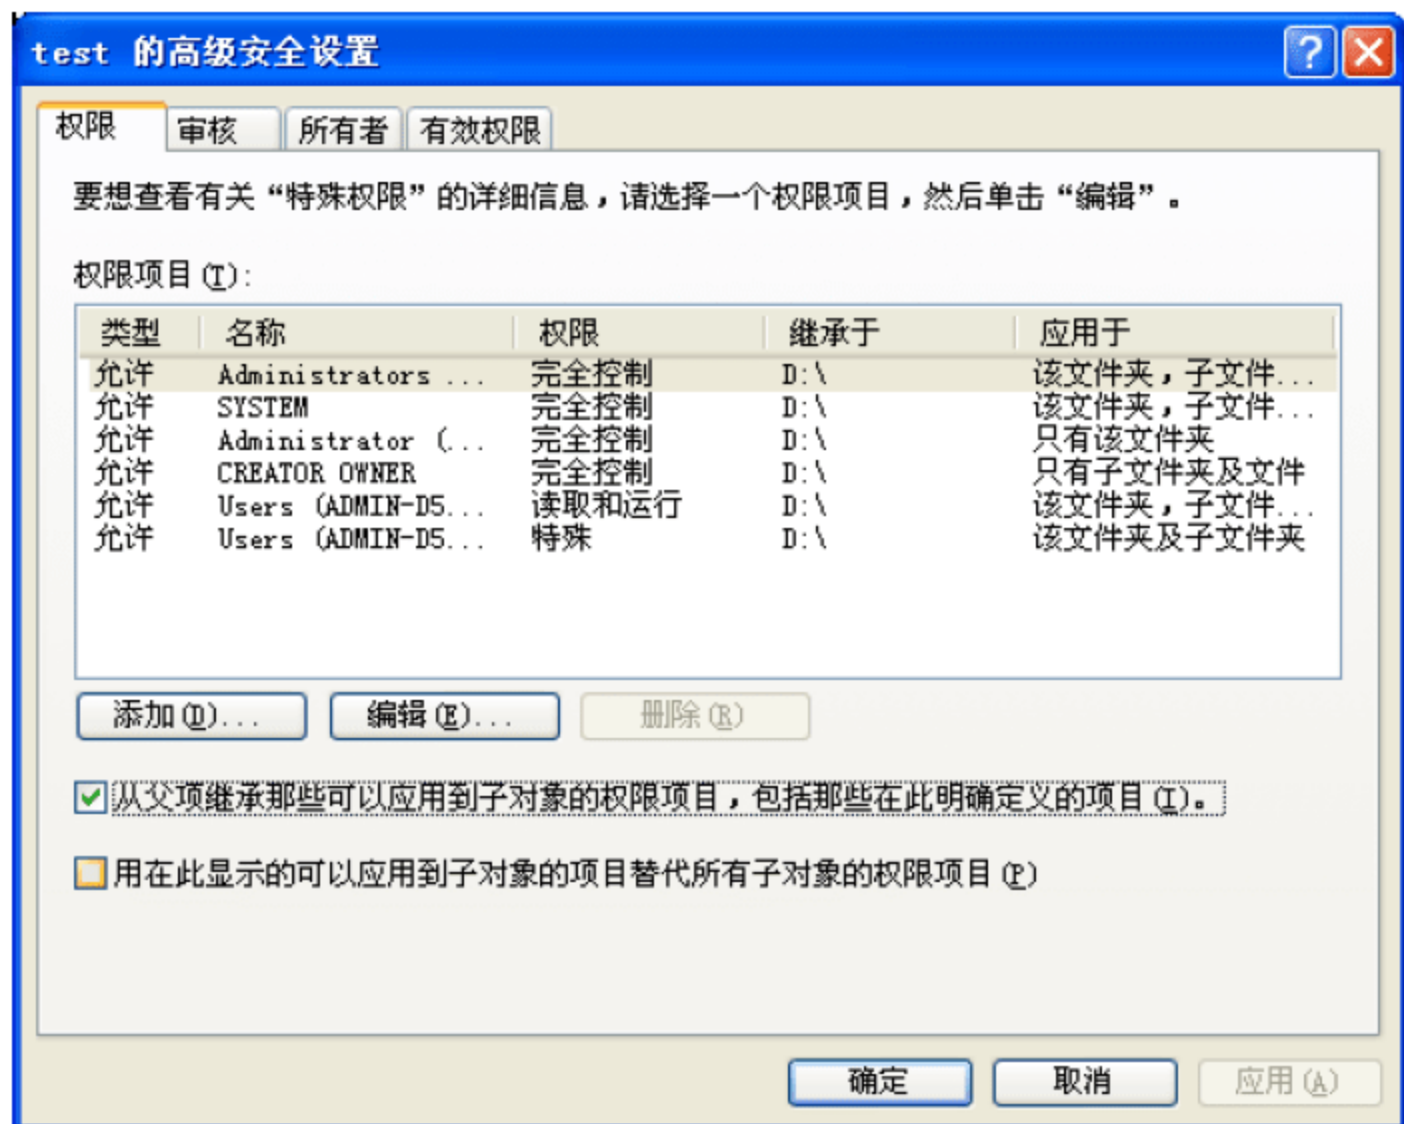 test 的高级安全设置
权限 审核 所有者 有效权限
要想查看有关“特殊权限”的详细信息，请选择一个权限项目，然后单击“编辑”。
权限项目(T):
类型 名称 权限 继承于 应用于
允许 Administrators ... 完全控制 D:\ 该文件夹，子文件...
允许 SYSTEM 完全控制 D:\ 该文件夹，子文件...
允许 Administrator (... 完全控制 D:\ 只有该文件夹
允许 CREATOR OWNER 完全控制 D:\ 只有子文件夹及文件
允许 Users (ADMIN-D5... 读取和运行 D:\ 该文件夹，子文件...
允许 Users (ADMIN-D5... 特殊 D:\ 该文件夹及子文件夹
添加(D)... 编辑(E)... 删除(R)
从父项继承那些可以应用到子对象的权限项目，包括那些在此明确定义的项目(I)。
用在此显示的可以应用到子对象的项目替代所有子对象的权限项目(P)
确定 取消 应用(A)